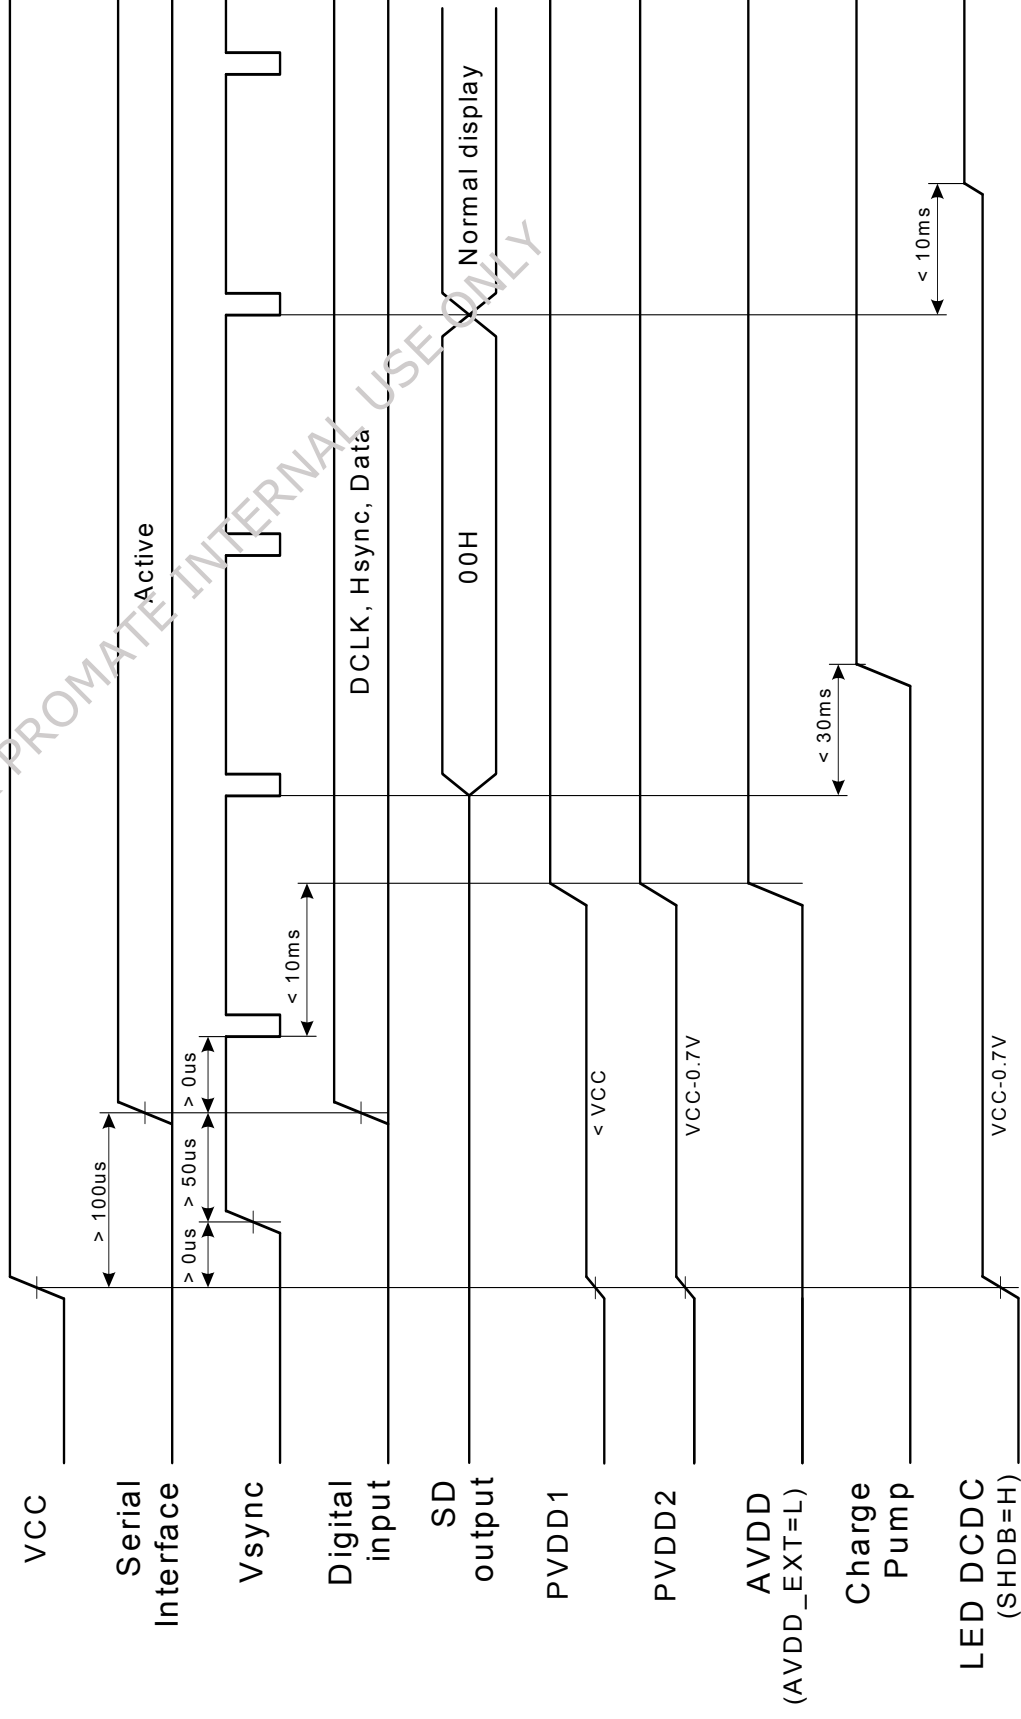 VCC
> 100us
Serial
Interface
Active
Vsync
> 0us
> 50us
> 0us
< 10ms
Digital
input
DCLK, Hsync, Data
SD
output
00H
Normal display
PVDD1
< VCC
PVDD2
VCC-0.7V
AVDD
(AVDD_EXT=L)
Charge
Pump
< 30ms
LED DCDC
(SHDB=H)
VCC-0.7V
< 10ms
PROMATE INTERNAL USE ONLY